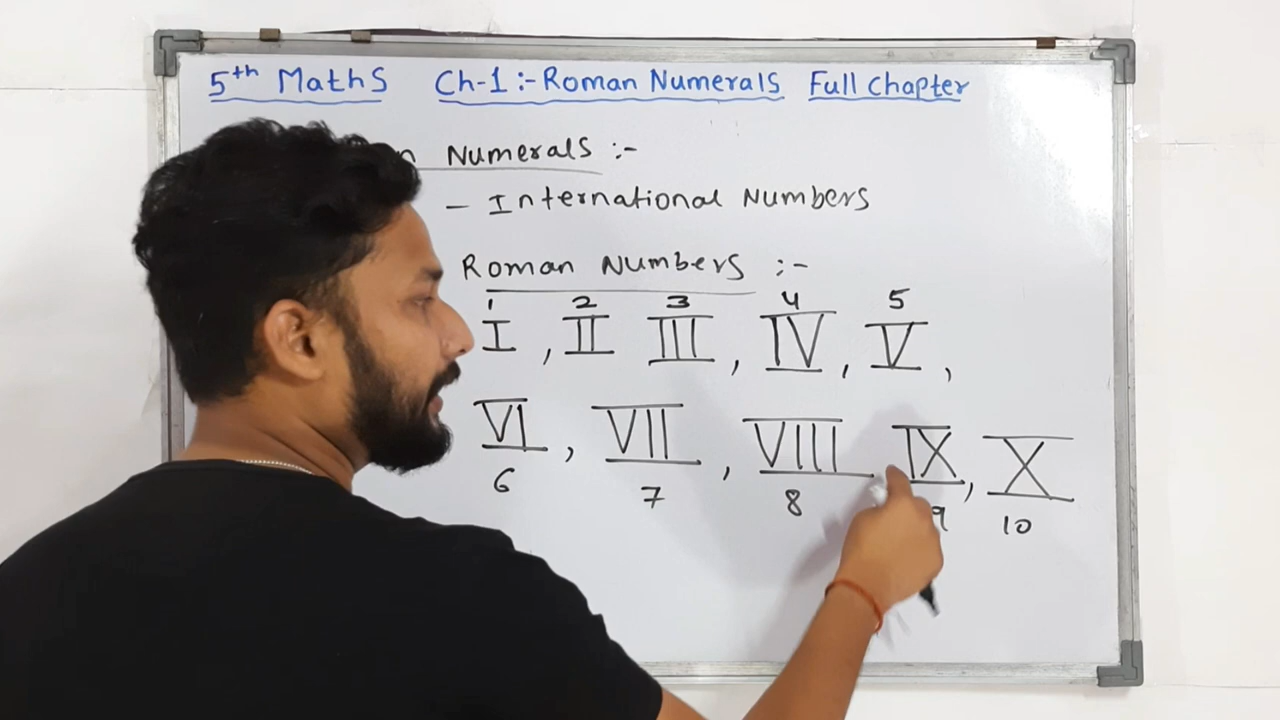 5th Maths Ch-1:- Roman Numerals Full Chapter
Numerals :-
- International Numbers
Roman Numbers :-
1 2 3 4 5
I , II III , IV , V ,
VI , VII , VIII IX , X
6 7 8 9 10